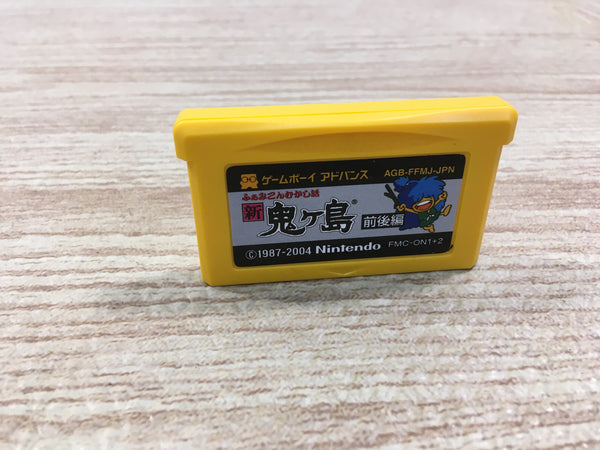 ゲームボーイ アドバンス AGB-FFMJ-JPN
ふぁみこんむかし話
新 鬼ヶ島® 前後編
©1987-2004 Nintendo FMC-ON1+2